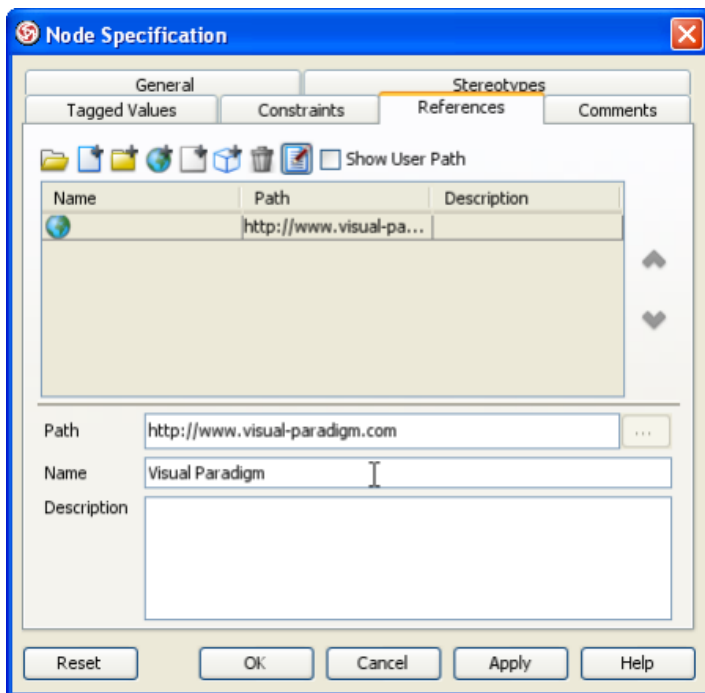 Node Specification
General Stereotypes
Tagged Values Constraints References Comments
Show User Path
Name Path Description
http://www.visual-pa...
Path http://www.visual-paradigm.com ...
Name Visual Paradigm
Description
Reset OK Cancel Apply Help